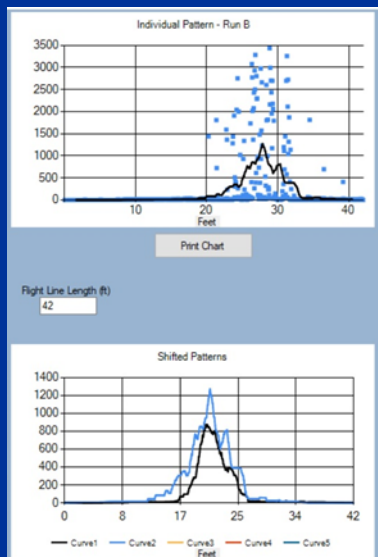 Individual Pattern - Run B
3500
3000
2500
2000
1500
1000
500
0
10 20 30 40
Feet
Print Chart
Flight Line Length (ft)
42
Shifted Patterns
1400
1200
1000
800
600
400
200
0
0 8 17 25 34 42
Curve1 Curve2 Curve3 Curve4 Curve5
Feet